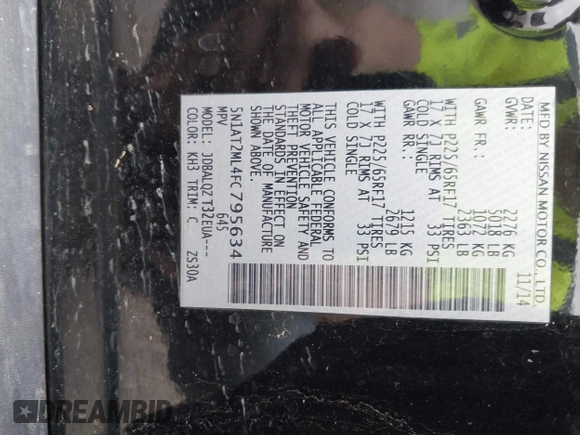 MFD BY NISSAN MOTOR CO., LTD.
DATE: 11/14
GVWR: 2276 KG
5018 LB
GAWR FR.: 1072 KG
2363 LB
WITH P225/65RF17 TIRES
17 X 7J RIMS AT 33 PSI
COLD SINGLE
GAWR RR.: 1215 KG
2679 LB
WITH P225/65RF17 TIRES
17 X 7J RIMS AT 33 PSI
COLD SINGLE
THIS VEHICLE CONFORMS TO
ALL APPLICABLE FEDERAL
MOTOR VEHICLE SAFETY AND
THEFT PREVENTION
STANDARDS IN EFFECT ON
THE DATE OF MANUFACTURE
SHOWN ABOVE.
5N1AT2ML4FC795634
MPV 645
MODEL: JDBALQZ T32EUA---
COLOR: KH3 TRIM: C ZS30A
DREAMBID